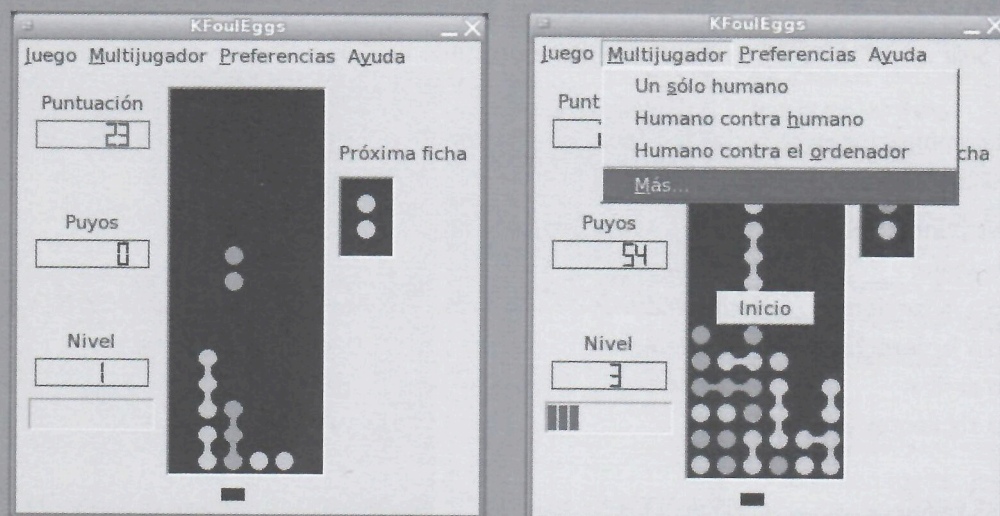 KFoulEggs
Juego Multijugador Preferencias Ayuda
Puntuación
23
Próxima ficha
Puyos
0
Nivel
1
KFoulEggs
Juego Multijugador Preferencias Ayuda
Un sólo humano
Humano contra humano
Humano contra el ordenador
Más...
Punt
cha
Puyos
54
Inicio
Nivel
3